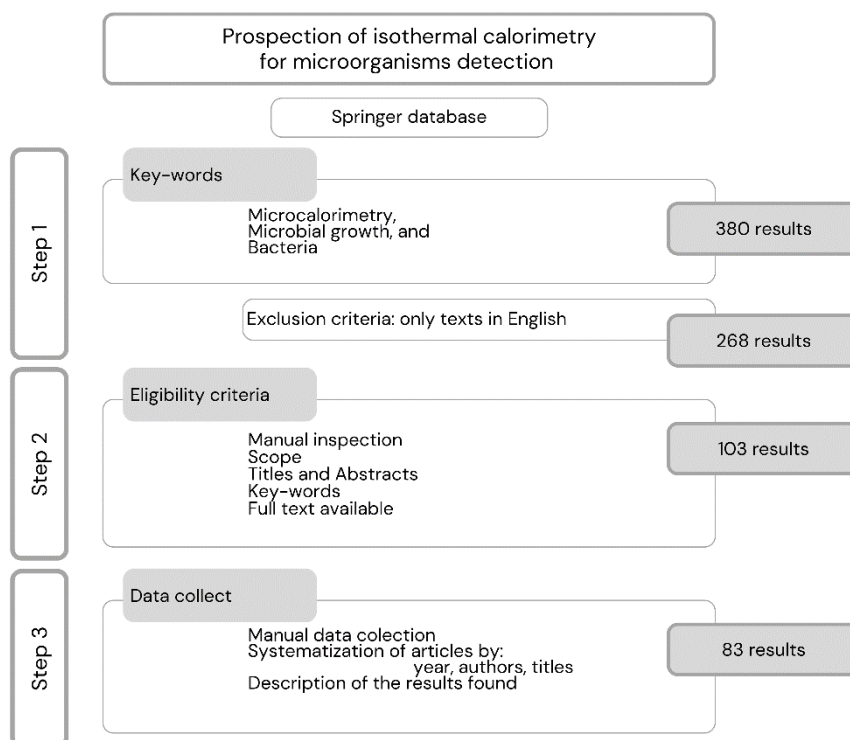 Prospection of isothermal calorimetry
for microorganisms detection
Springer database
Step 1
Key-words
Microcalorimetry,
Microbial growth, and
Bacteria
380 results
Exclusion criteria: only texts in English
268 results
Step 2
Eligibility criteria
Manual inspection
Scope
Titles and Abstracts
Key-words
Full text available
103 results
Step 3
Data collect
Manual data colection
Systematization of articles by:
year, authors, titles
Description of the results found
83 results